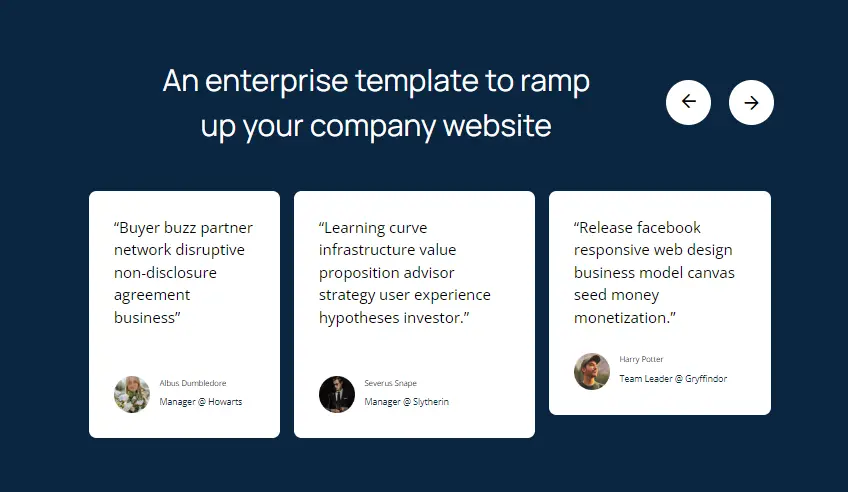 An enterprise template to ramp
up your company website
“Buyer buzz partner
network disruptive
non-disclosure
agreement
business”
Albus Dumbledore
Manager @ Howarts
“Learning curve
infrastructure value
proposition advisor
strategy user experience
hypotheses investor.”
Severus Snape
Manager @ Slytherin
“Release facebook
responsive web design
business model canvas
seed money
monetization.”
Harry Potter
Team Leader @ Gryffindor